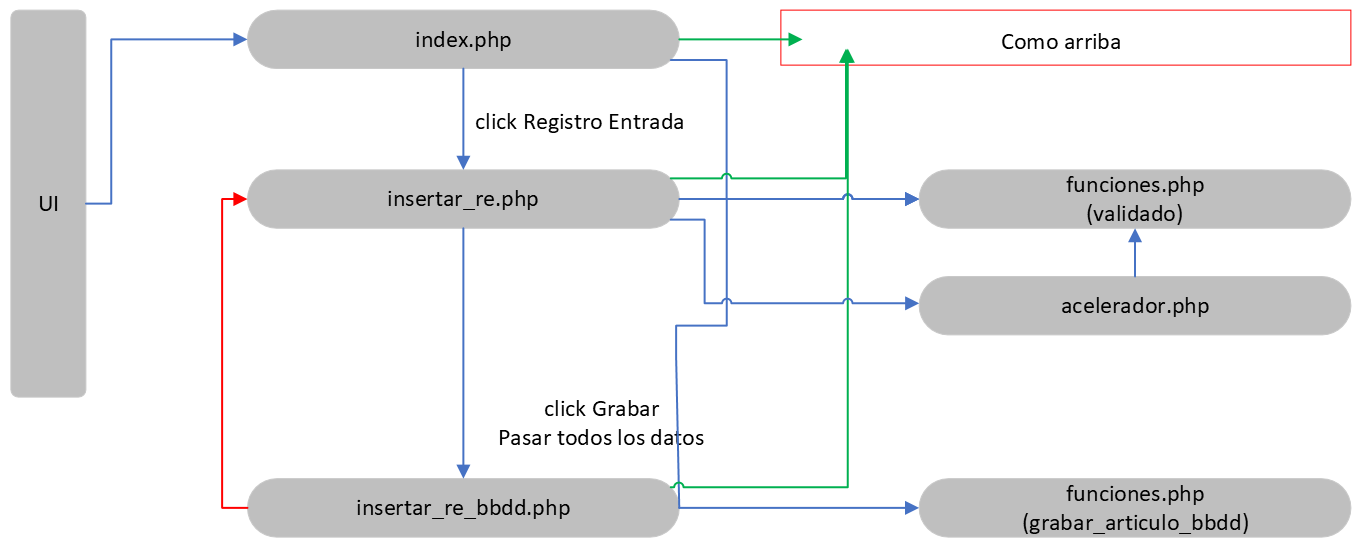 index.php
Como arriba
click Registro Entrada
UI
insertar_re.php
funciones.php
(validado)
acelerador.php
click Grabar
Pasar todos los datos
insertar_re_bbdd.php
funciones.php
(grabar_articulo_bbdd)